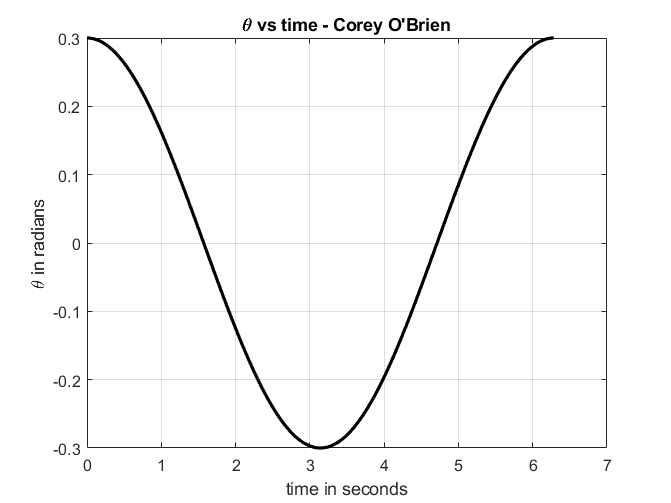 θ vs time - Corey O'Brien
0.3
0.2
0.1
0
-0.1
-0.2
-0.3
θ in radians
0 1 2 3 4 5 6 7
time in seconds